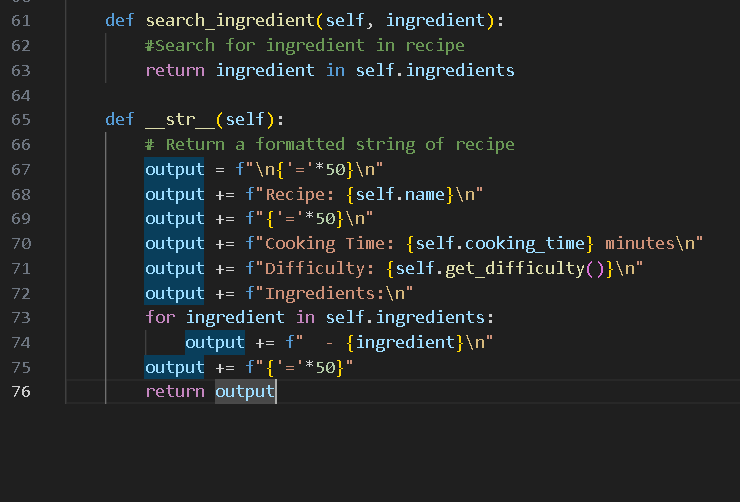 61 def search_ingredient(self, ingredient):
62 #Search for ingredient in recipe
63 return ingredient in self.ingredients
64
65 def __str__(self):
66 # Return a formatted string of recipe
67 output = f"\n{'='*50}\n"
68 output += f"Recipe: {self.name}\n"
69 output += f"{'='*50}\n"
70 output += f"Cooking Time: {self.cooking_time} minutes\n"
71 output += f"Difficulty: {self.get_difficulty()}\n"
72 output += f"Ingredients:\n"
73 for ingredient in self.ingredients:
74 output += f"  - {ingredient}\n"
75 output += f"{'='*50}"
76 return output